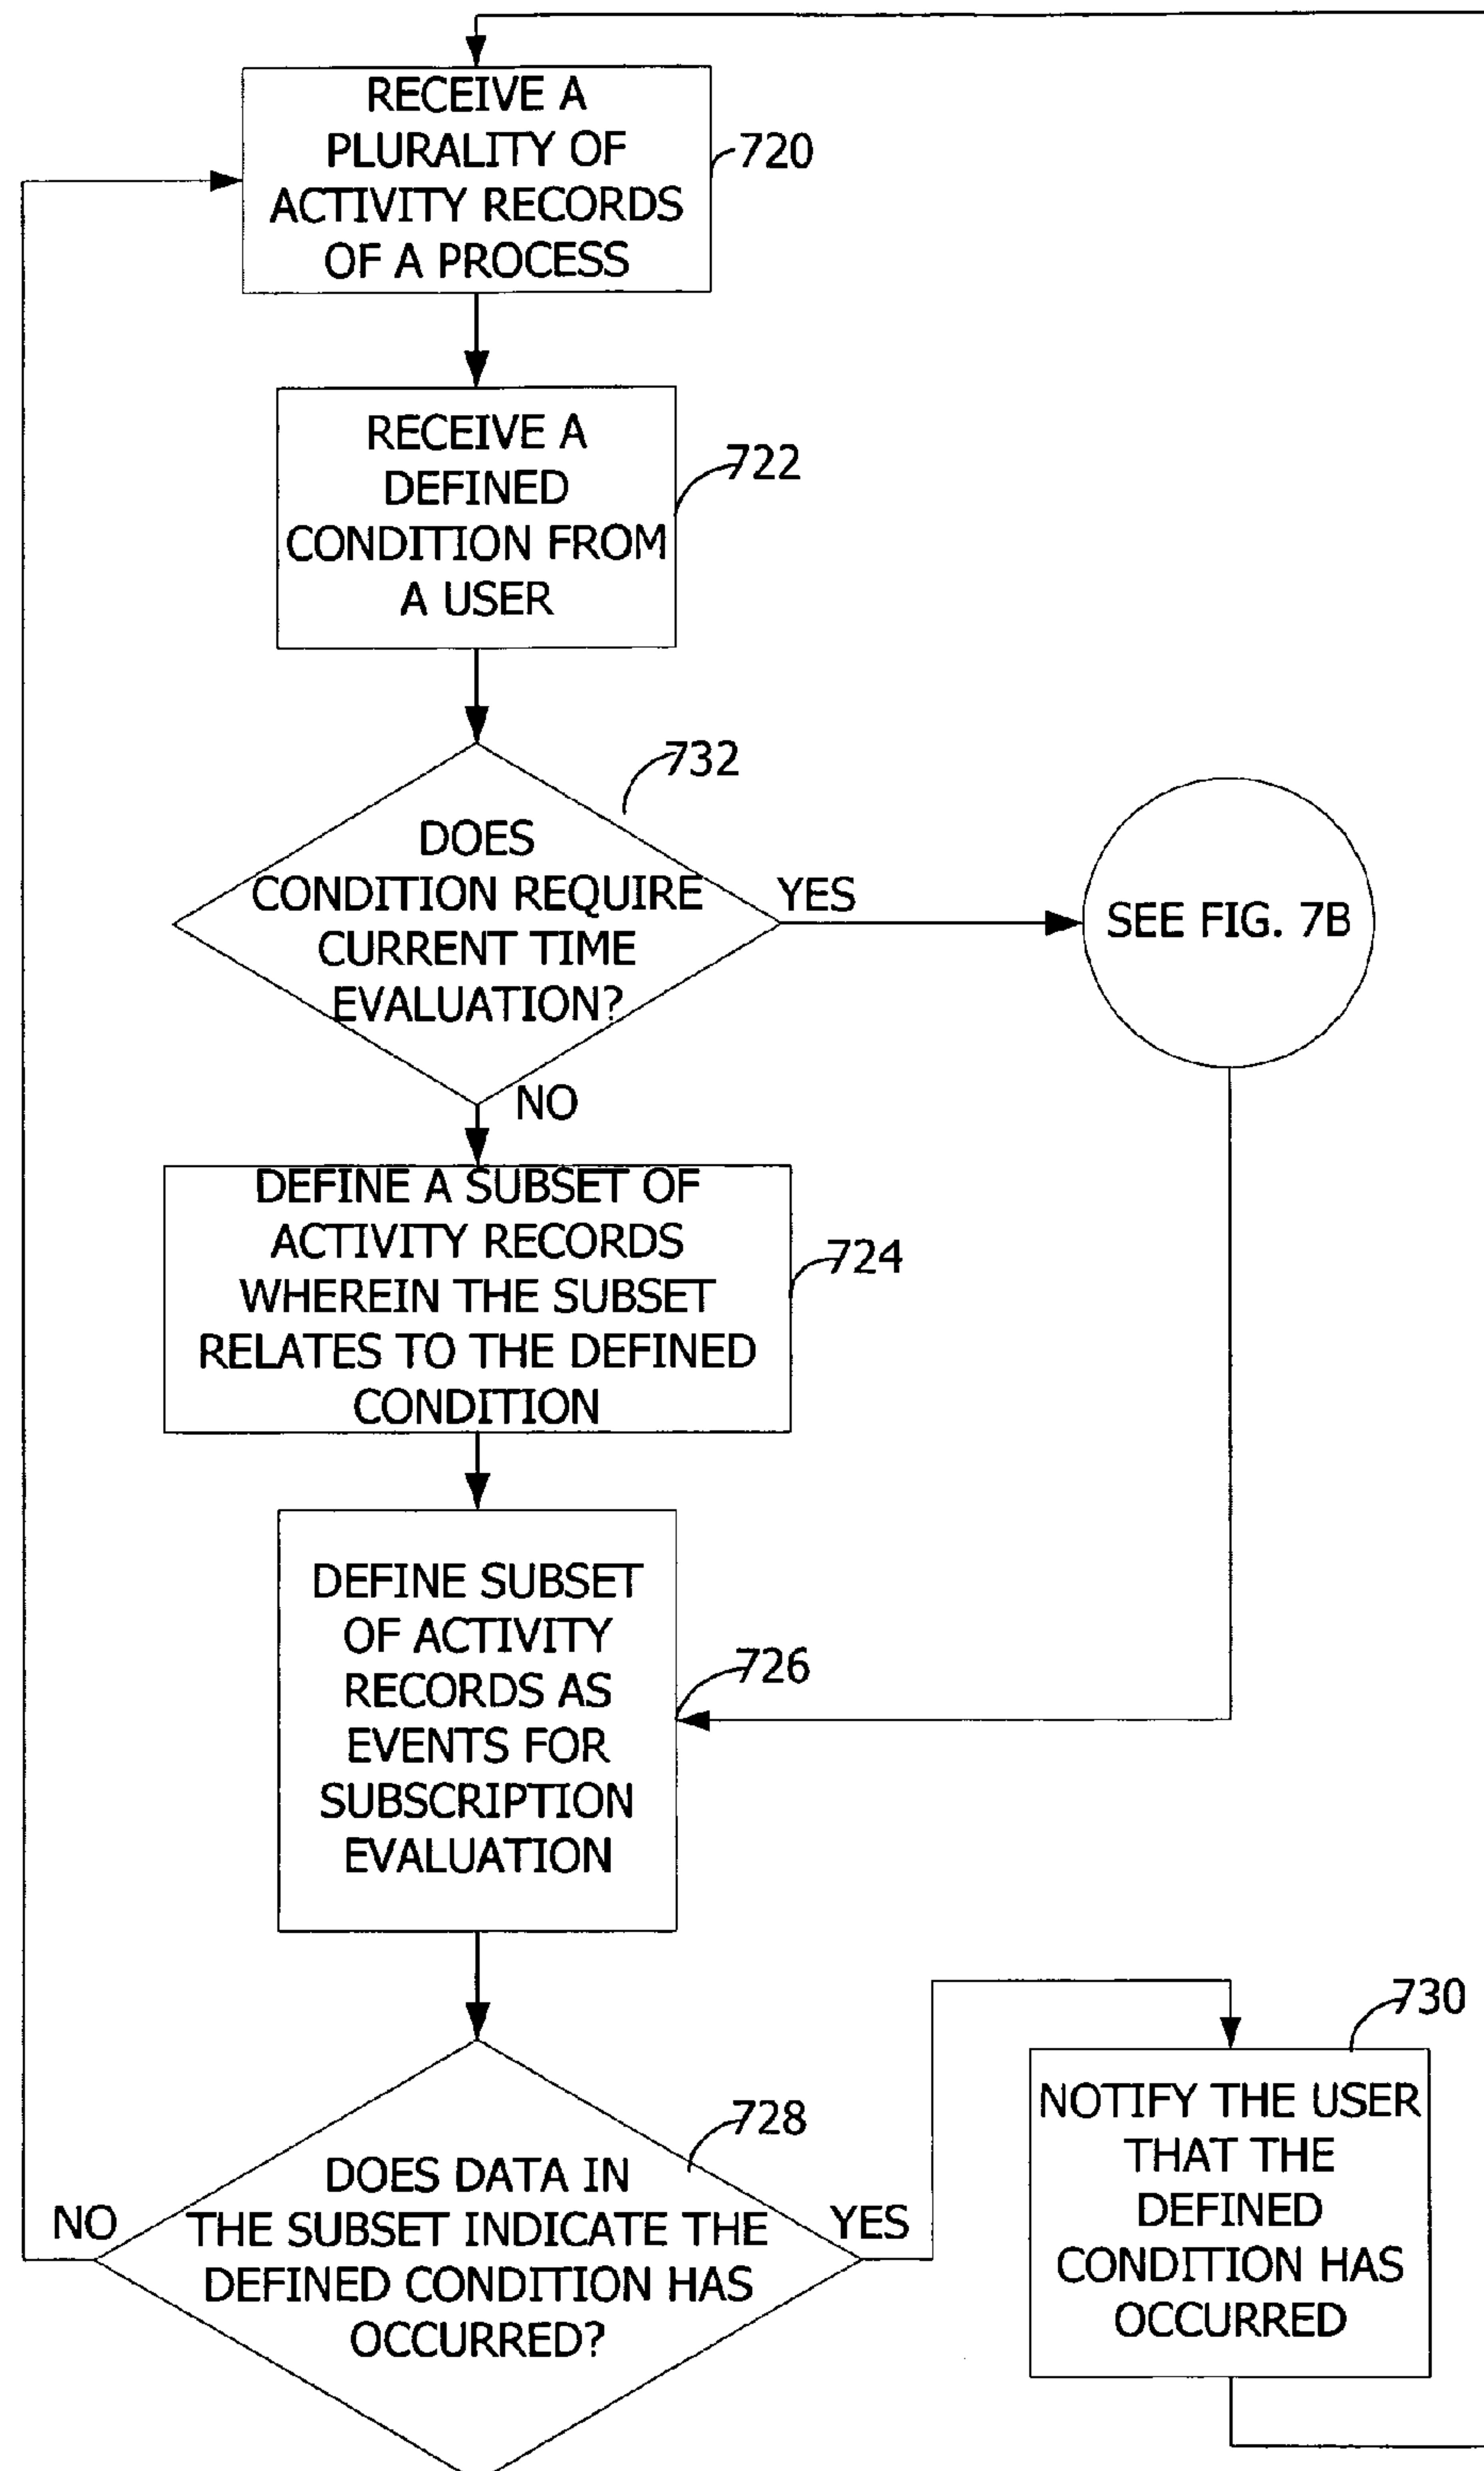 RECEIVE A
PLURALITY OF
ACTIVITY RECORDS
OF A PROCESS
720
RECEIVE A
DEFINED
CONDITION FROM
A USER
722
732
DOES
CONDITION REQUIRE
CURRENT TIME
EVALUATION?
YES
SEE FIG. 7B
NO
DEFINE A SUBSET OF
ACTIVITY RECORDS
WHEREIN THE SUBSET
RELATES TO THE DEFINED
CONDITION
724
DEFINE SUBSET
OF ACTIVITY
RECORDS AS
EVENTS FOR
SUBSCRIPTION
EVALUATION
726
728
DOES DATA IN
THE SUBSET INDICATE THE
DEFINED CONDITION HAS
OCCURRED?
NO
YES
730
NOTIFY THE USER
THAT THE
DEFINED
CONDITION HAS
OCCURRED